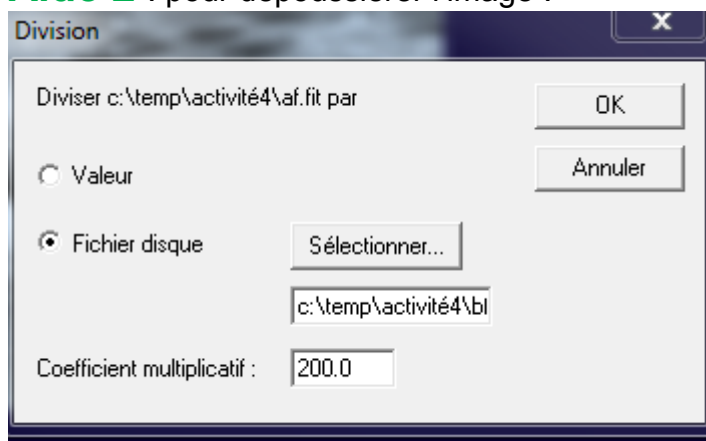 : pour dépoussiérer l'image :
Division
x
Diviser c:\temp\activité4\af.fit par
OK
Valeur
Annuler
Fichier disque
Sélectionner...
c:\temp\activité4\bl
Coefficient multiplicatif :
200.0